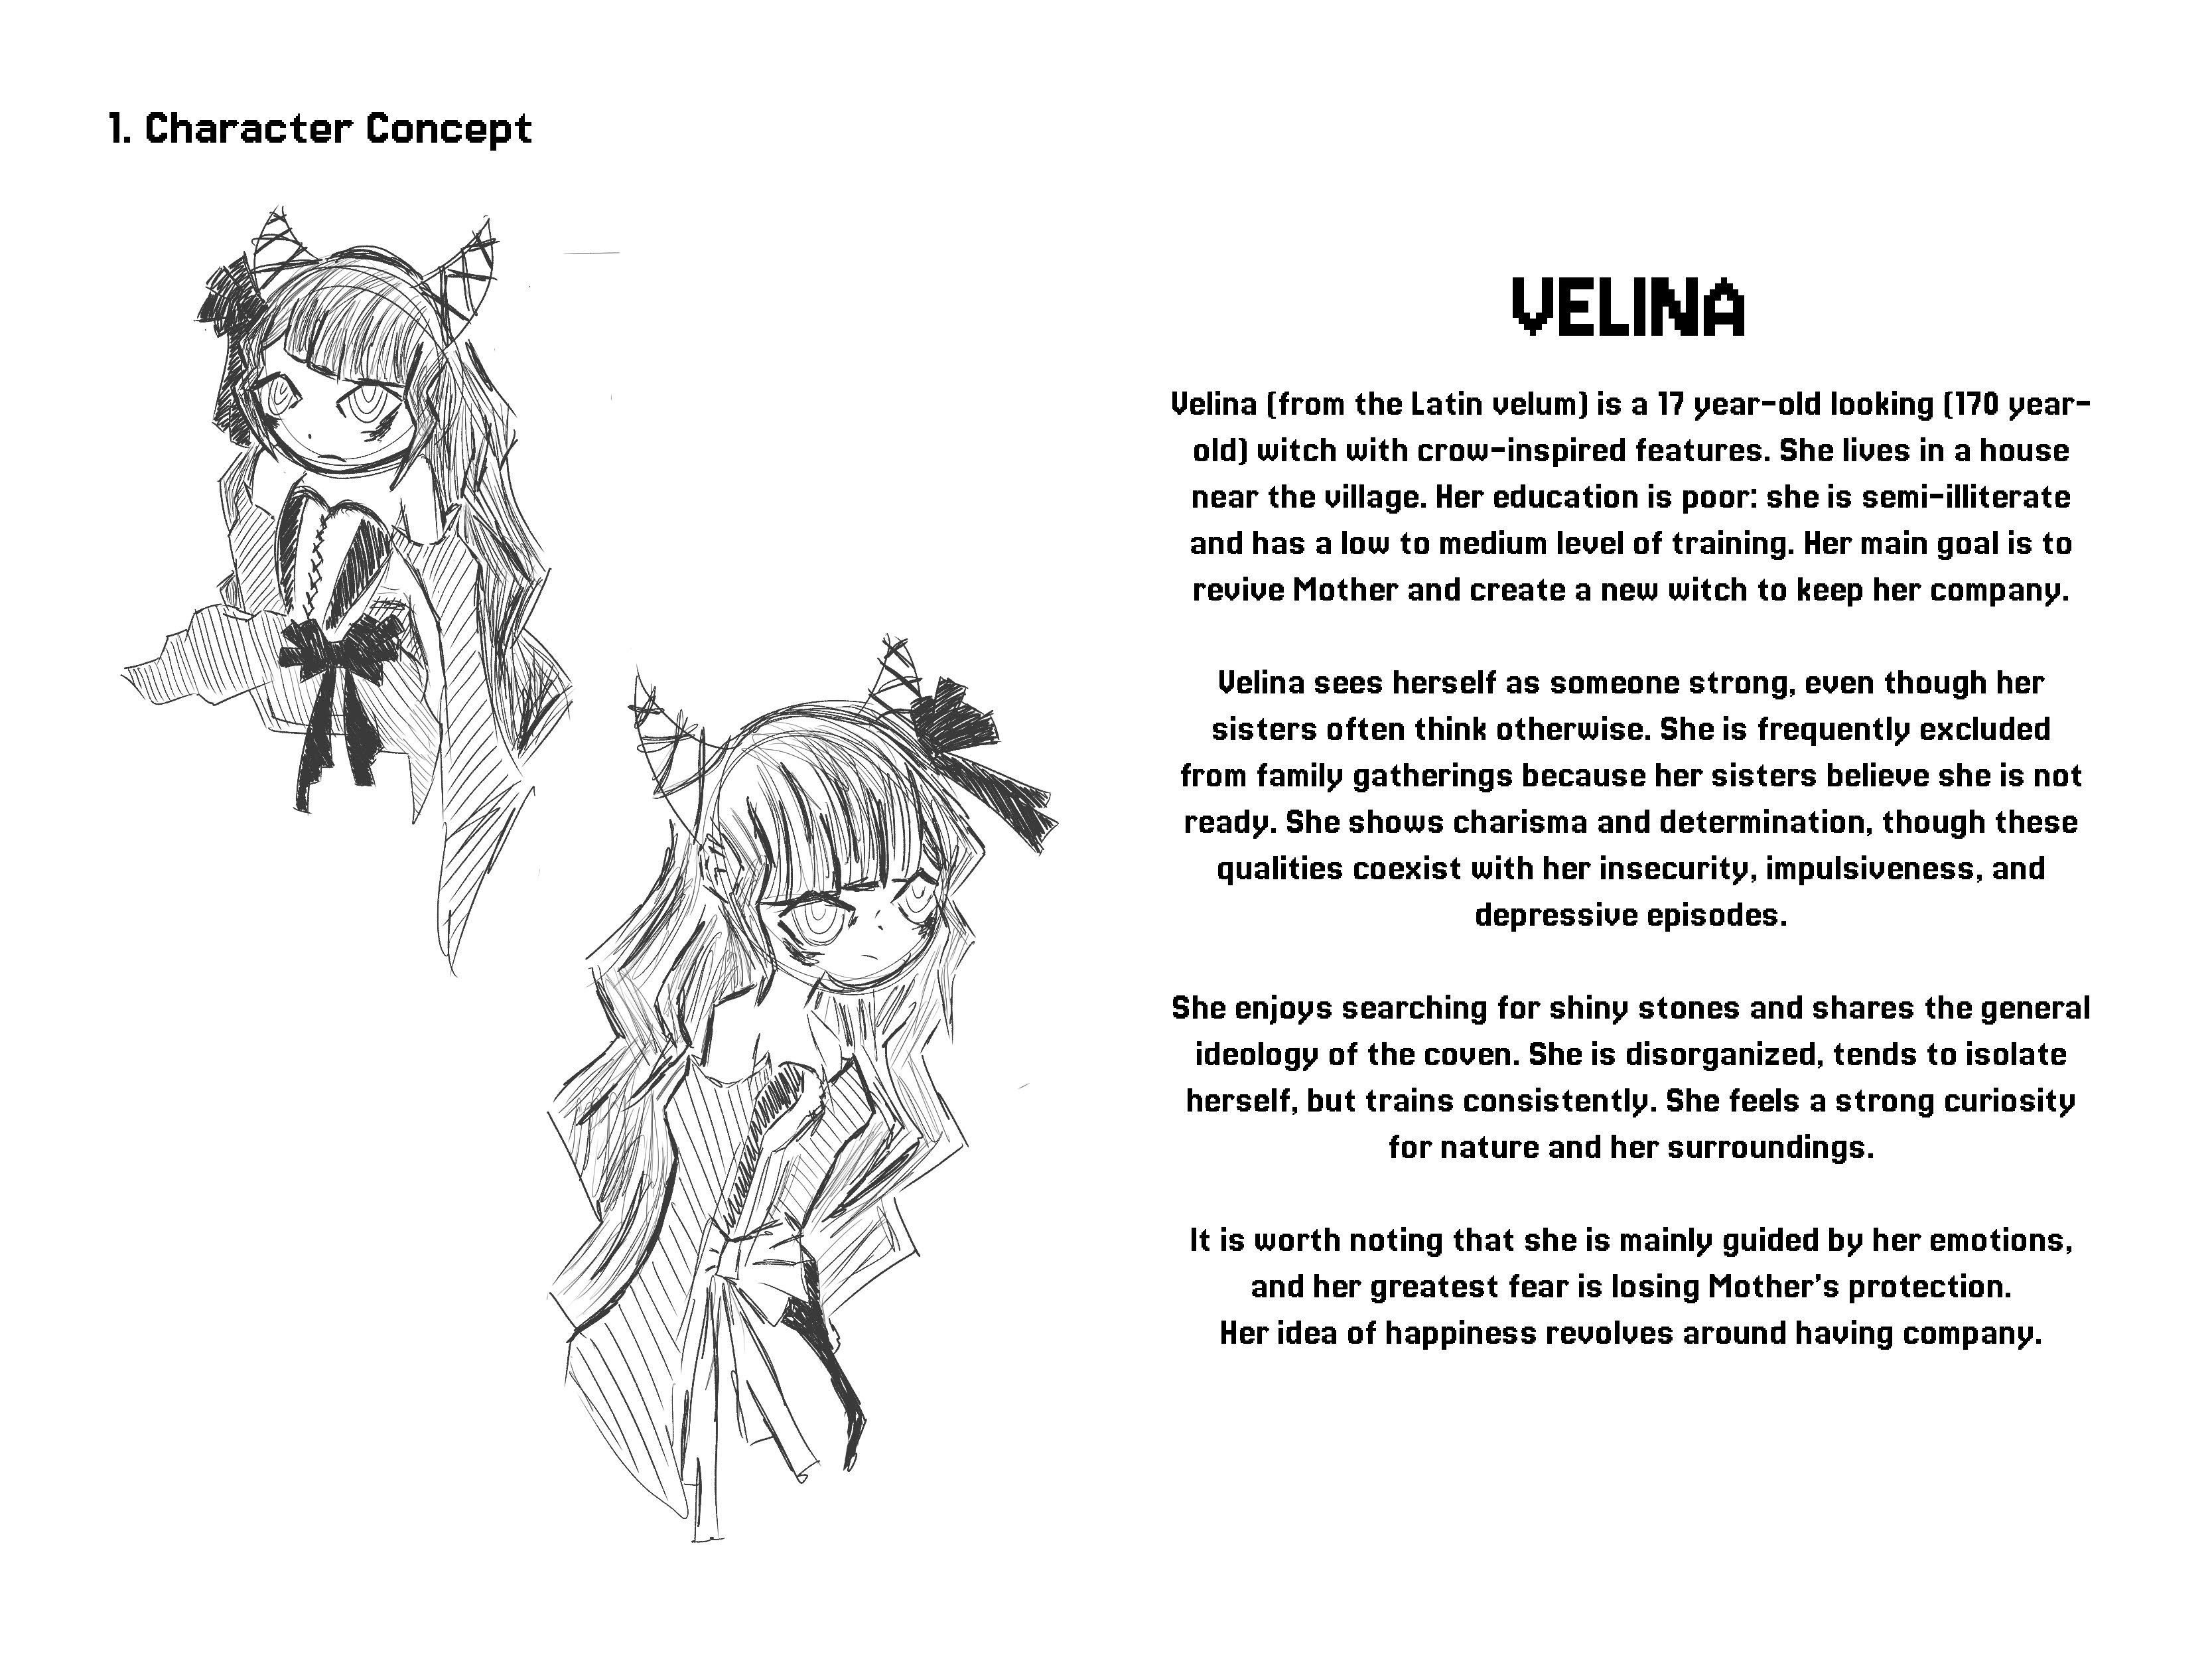 1. Character Concept
VELINA
Velina (from the Latin velum) is a 17 year-old looking (170 year-
old) witch with crow-inspired features. She lives in a house
near the village. Her education is poor: she is semi-illiterate
and has a low to medium level of training. Her main goal is to
revive Mother and create a new witch to keep her company.
Velina sees herself as someone strong, even though her
sisters often think otherwise. She is frequently excluded
from family gatherings because her sisters believe she is not
ready. She shows charisma and determination, though these
qualities coexist with her insecurity, impulsiveness, and
depressive episodes.
She enjoys searching for shiny stones and shares the general
ideology of the coven. She is disorganized, tends to isolate
herself, but trains consistently. She feels a strong curiosity
for nature and her surroundings.
It is worth noting that she is mainly guided by her emotions,
and her greatest fear is losing Mother's protection.
Her idea of happiness revolves around having company.